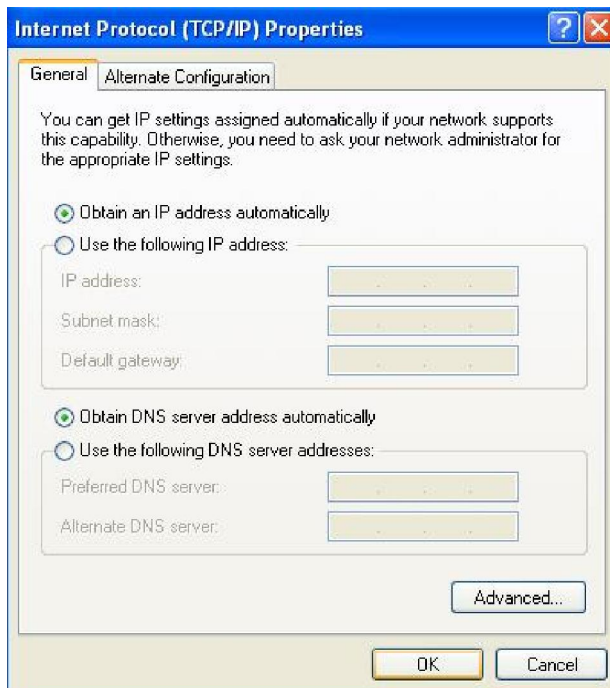 Internet Protocol (TCP/IP) Properties
General
Alternate Configuration
You can get IP settings assigned automatically if your network supports
this capability. Otherwise, you need to ask your network administrator for
the appropriate IP settings.
Obtain an IP address automatically
Use the following IP address:
IP address:
Subnet mask:
Default gateway:
Obtain DNS server address automatically
Use the following DNS server addresses:
Preferred DNS server:
Alternate DNS server:
Advanced...
OK
Cancel